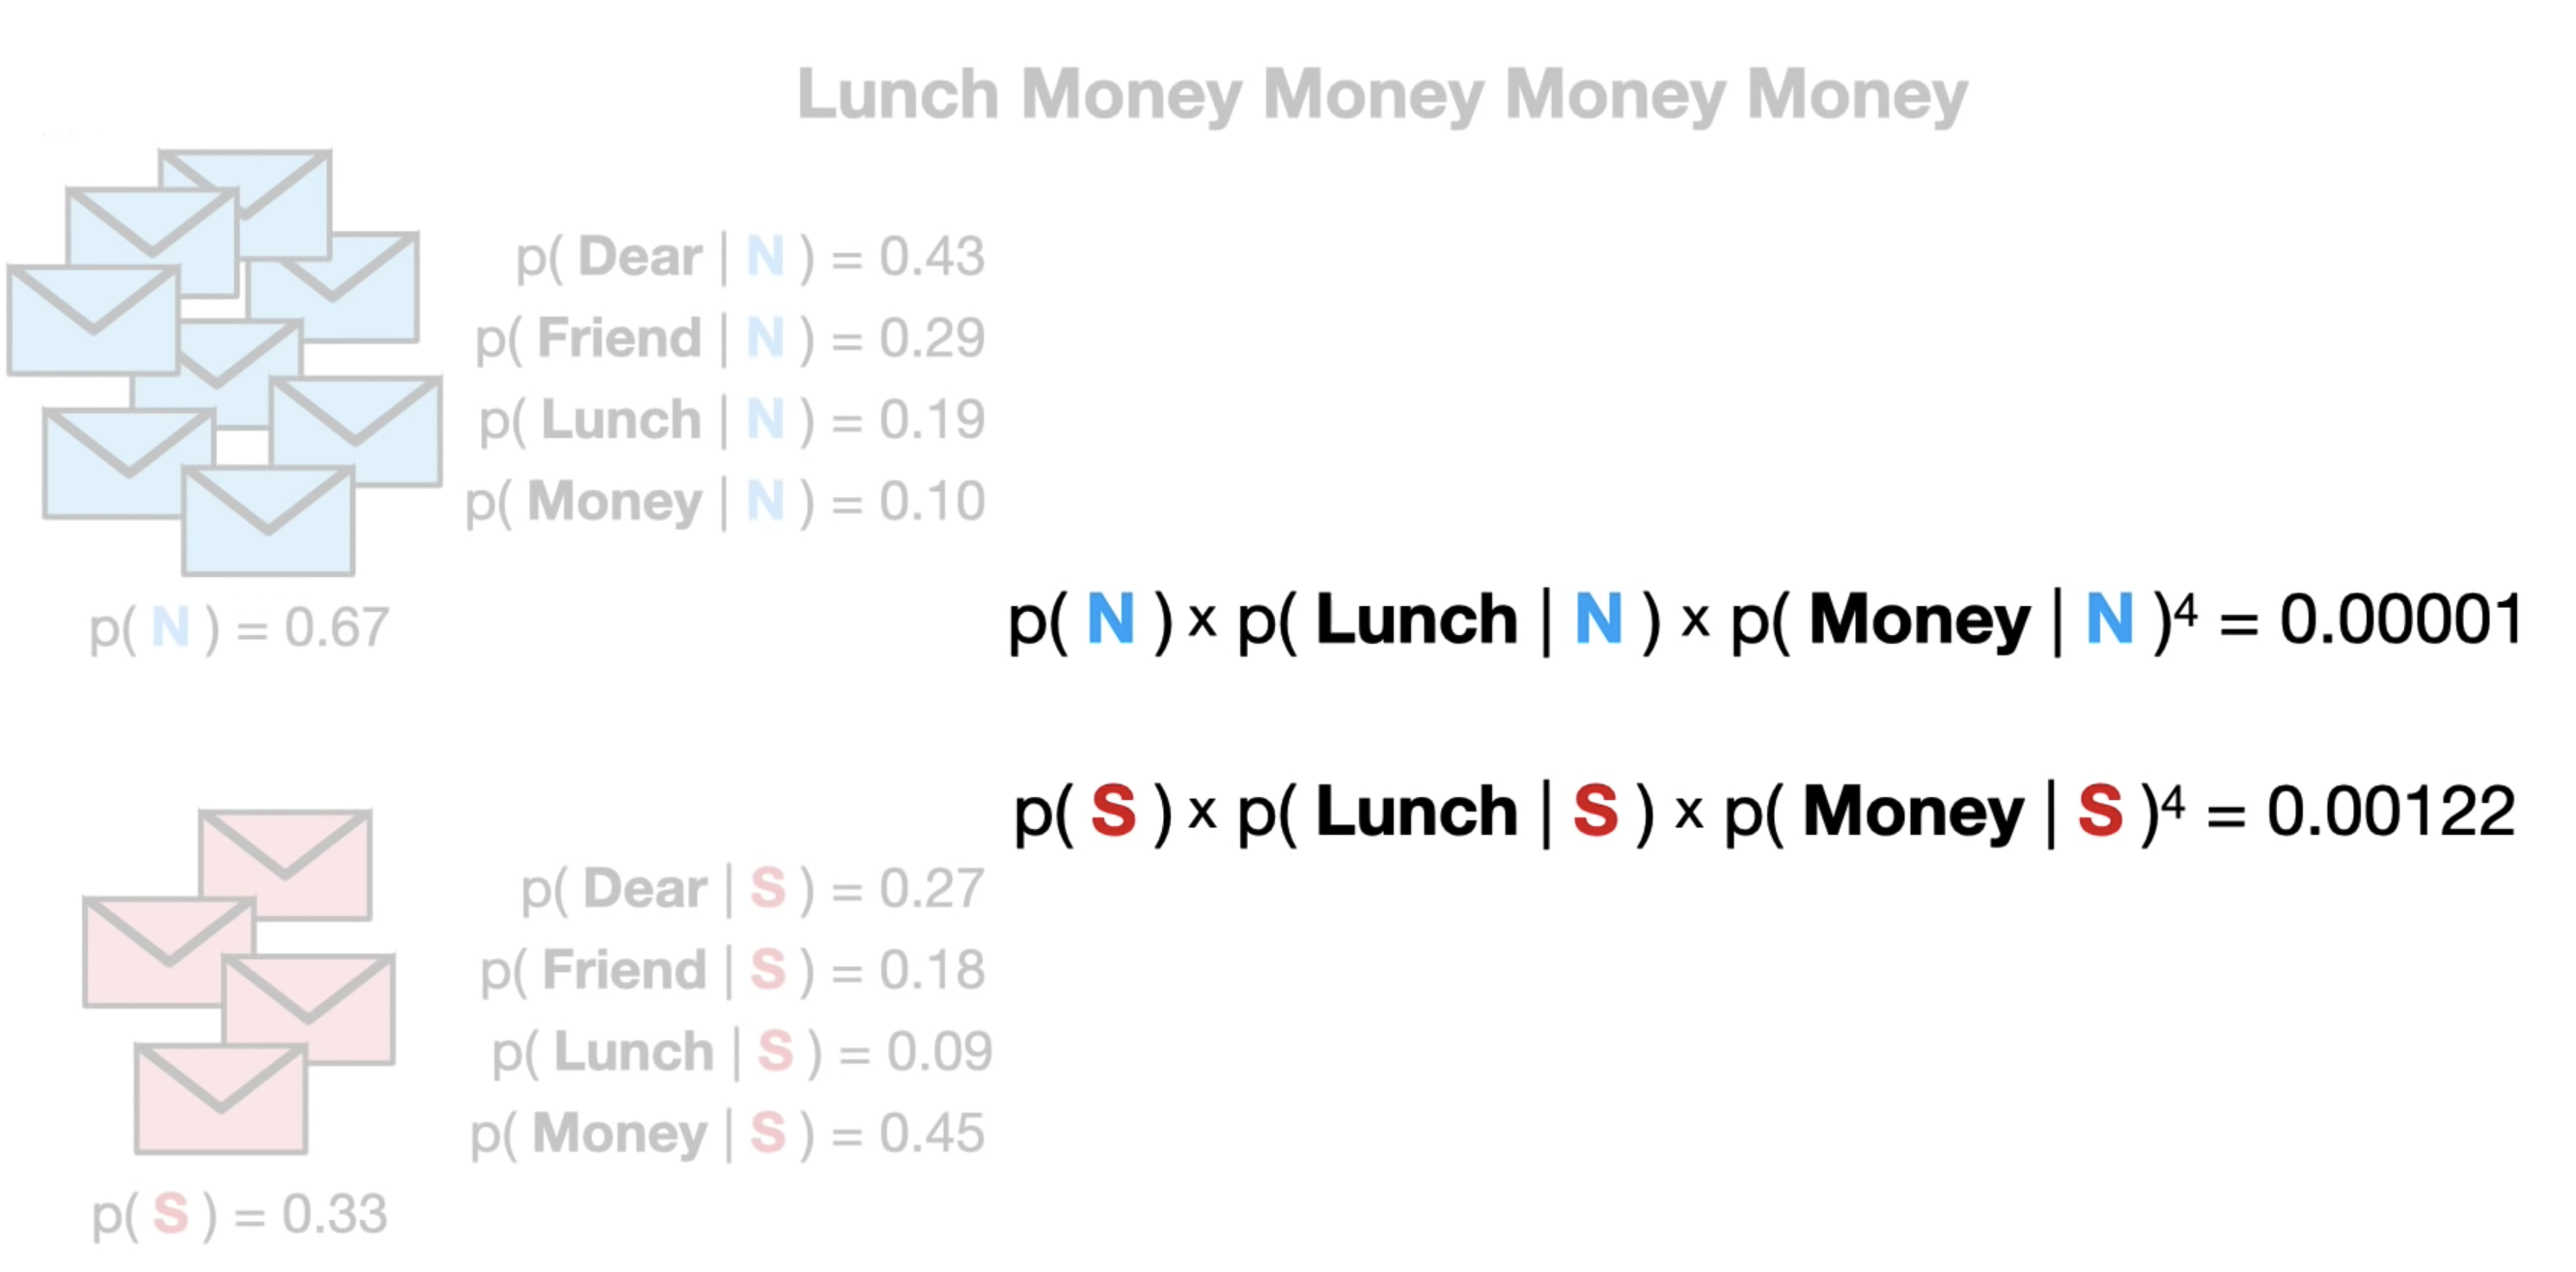 Lunch Money Money Money Money
p( Dear | N ) = 0.43
p( Friend | N ) = 0.29
p( Lunch | N ) = 0.19
p( Money | N ) = 0.10
p( N ) = 0.67
p( N ) x p( Lunch | N ) x p( Money | N )⁴ = 0.00001
p( S ) x p( Lunch | S ) x p( Money | S )⁴ = 0.00122
p( Dear | S ) = 0.27
p( Friend | S ) = 0.18
p( Lunch | S ) = 0.09
p( Money | S ) = 0.45
p( S ) = 0.33